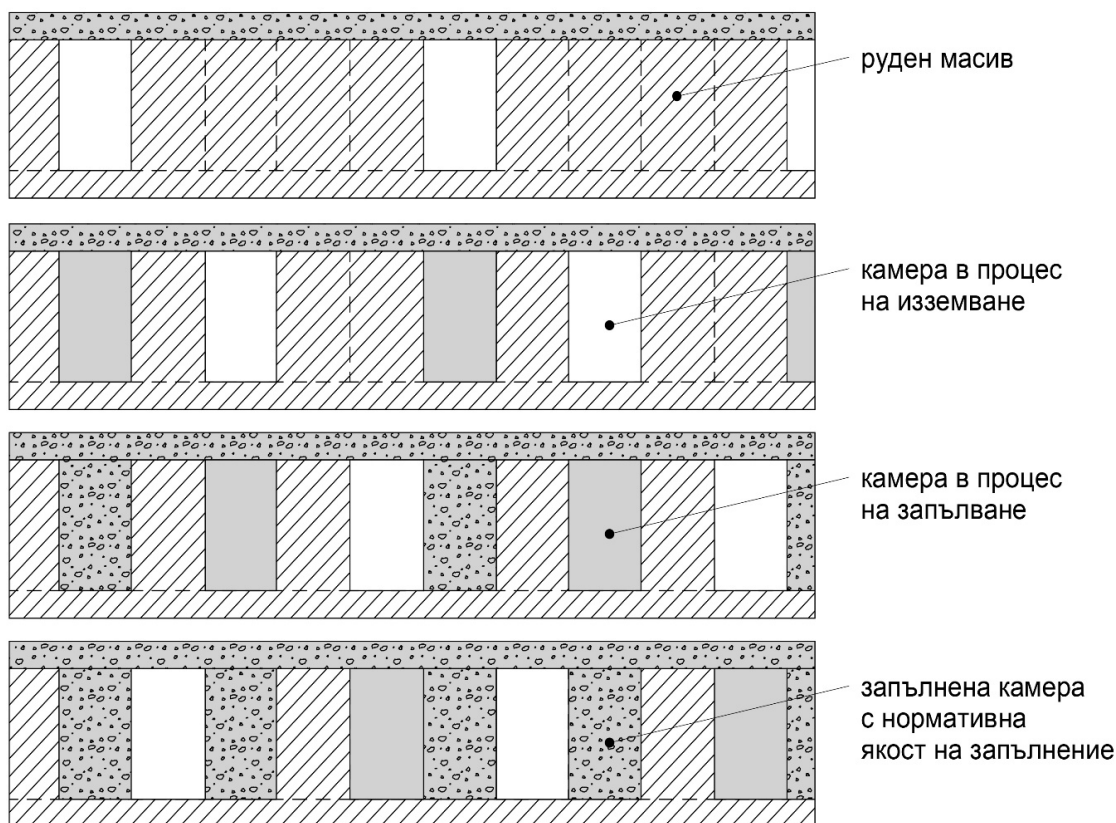 руден масив
камера в процес
на изземване
камера в процес
на запълване
запълнена камера
с нормативна
якост на запълнение